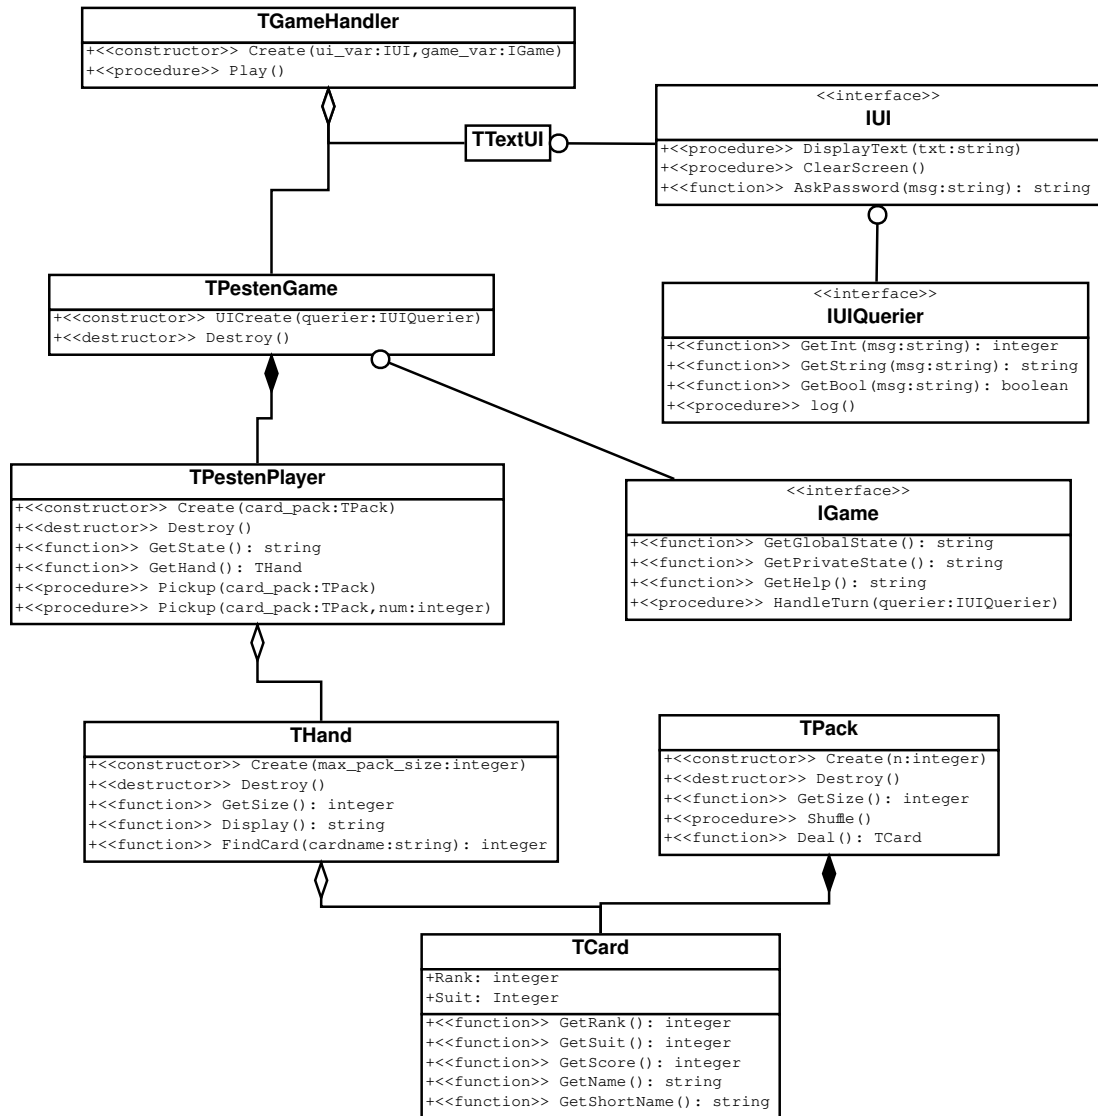 TGameHandler
+<<constructor>> Create(ui_var:IUI,game_var:IGame)
+<<procedure>> Play()
TTextUI
<<interface>>
IUI
+<<procedure>> DisplayText(txt:string)
+<<procedure>> ClearScreen()
+<<function>> AskPassword(msg:string): string
TPestenGame
+<<constructor>> UICreate(querier:IUIQuerier)
+<<destructor>> Destroy()
<<interface>>
IUIQuerier
+<<function>> GetInt(msg:string): integer
+<<function>> GetString(msg:string): string
+<<function>> GetBool(msg:string): boolean
+<<procedure>> log()
TPestenPlayer
+<<constructor>> Create(card_pack:TPack)
+<<destructor>> Destroy()
+<<function>> GetState(): string
+<<function>> GetHand(): THand
+<<procedure>> Pickup(card_pack:TPack)
+<<procedure>> Pickup(card_pack:TPack,num:integer)
<<interface>>
IGame
+<<function>> GetGlobalState(): string
+<<function>> GetPrivateState(): string
+<<function>> GetHelp(): string
+<<procedure>> HandleTurn(querier:IUIQuerier)
THand
+<<constructor>> Create(max_pack_size:integer)
+<<destructor>> Destroy()
+<<function>> GetSize(): integer
+<<function>> Display(): string
+<<function>> FindCard(cardname:string): integer
TPack
+<<constructor>> Create(n:integer)
+<<destructor>> Destroy()
+<<function>> GetSize(): integer
+<<procedure>> Shuffle()
+<<function>> Deal(): TCard
TCard
+Rank: integer
+Suit: Integer
+<<function>> GetRank(): integer
+<<function>> GetSuit(): integer
+<<function>> GetScore(): integer
+<<function>> GetName(): string
+<<function>> GetShortName(): string